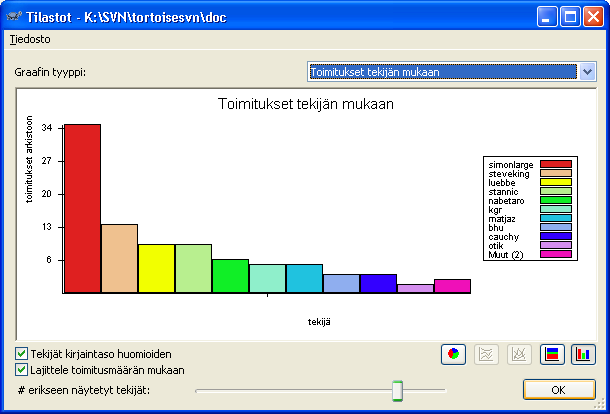 Tilastot - K:\SVN\tortoisesvn\doc
Tiedosto
Graafin tyyppi:
Toimitukset tekijän mukaan
Toimitukset tekijän mukaan
toimitukset arkistoon
34
27
20
13
6
tekijä
simonlarge
steveking
luebbe
stannic
nabetaro
kgr
matjaz
bhu
cauchy
otik
Muut (2)
Tekijät kirjaintaso huomioiden
Lajittele toimitusmäärän mukaan
# erikseen näytetyt tekijät:
OK